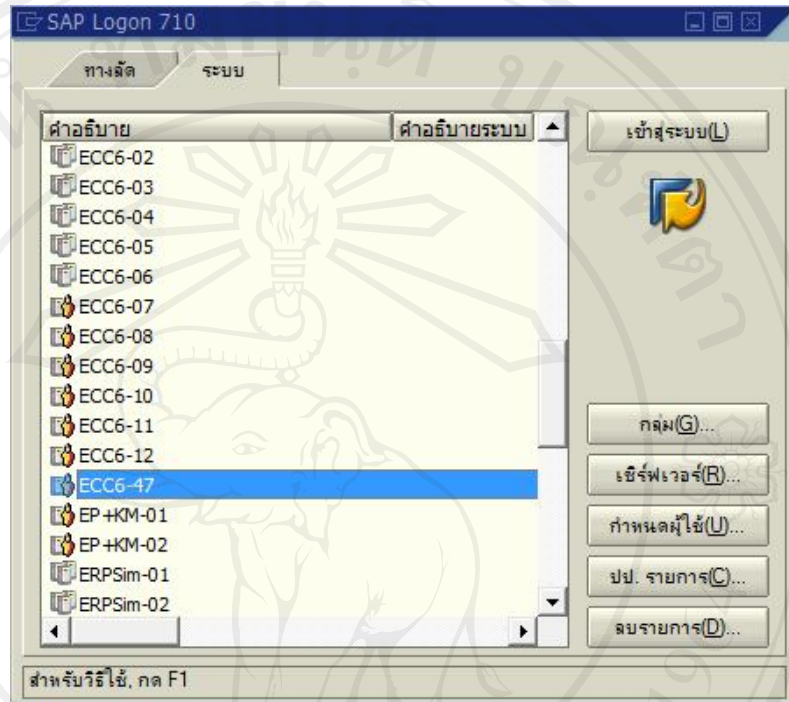 SAP Logon 710
ทางลัด
ระบบ
คำอธิบาย
คำอธิบายระบบ
ECC6-02
ECC6-03
ECC6-04
ECC6-05
ECC6-06
ECC6-07
ECC6-08
ECC6-09
ECC6-10
ECC6-11
ECC6-12
ECC6-47
EP+KM-01
EP+KM-02
ERPSim-01
ERPSim-02
เข้าสู่ระบบ(L)
กลุ่ม(G)...
เซิร์ฟเวอร์(R)...
กำหนดผู้ใช้(U)...
ปป. รายการ(C)...
ลบรายการ(D)...
สำหรับวิธีใช้, กด F1